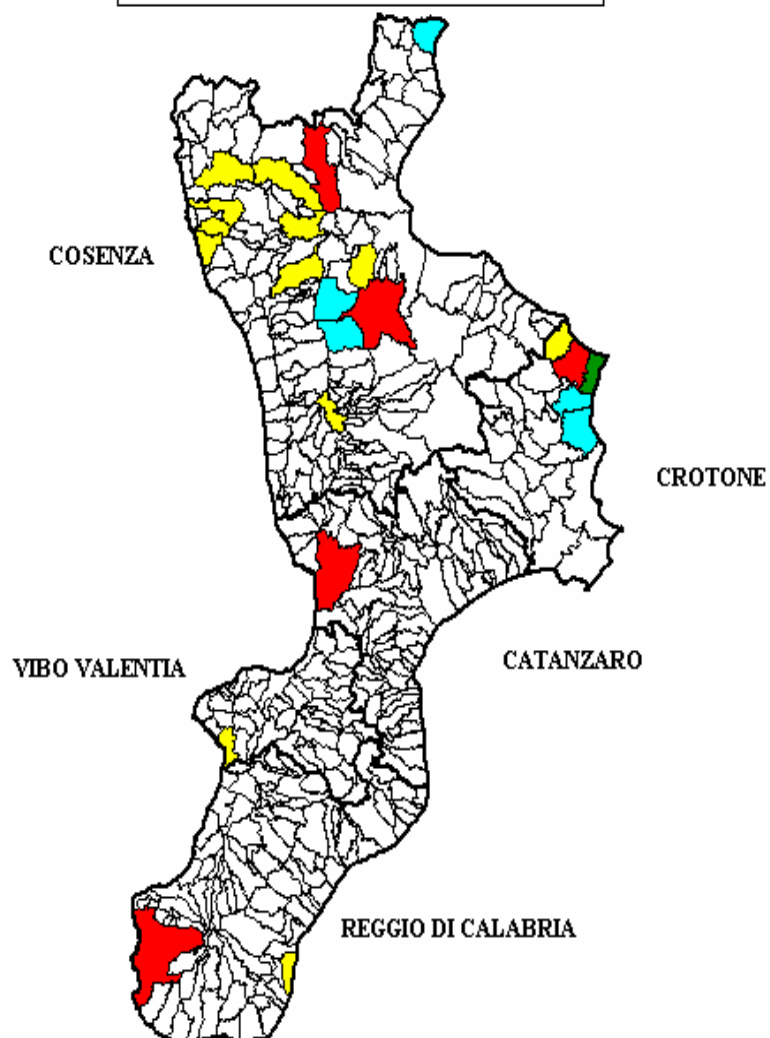 COSENZA
CROTONE
CATANZARO
VIBO VALENTIA
REGGIO DI CALABRIA